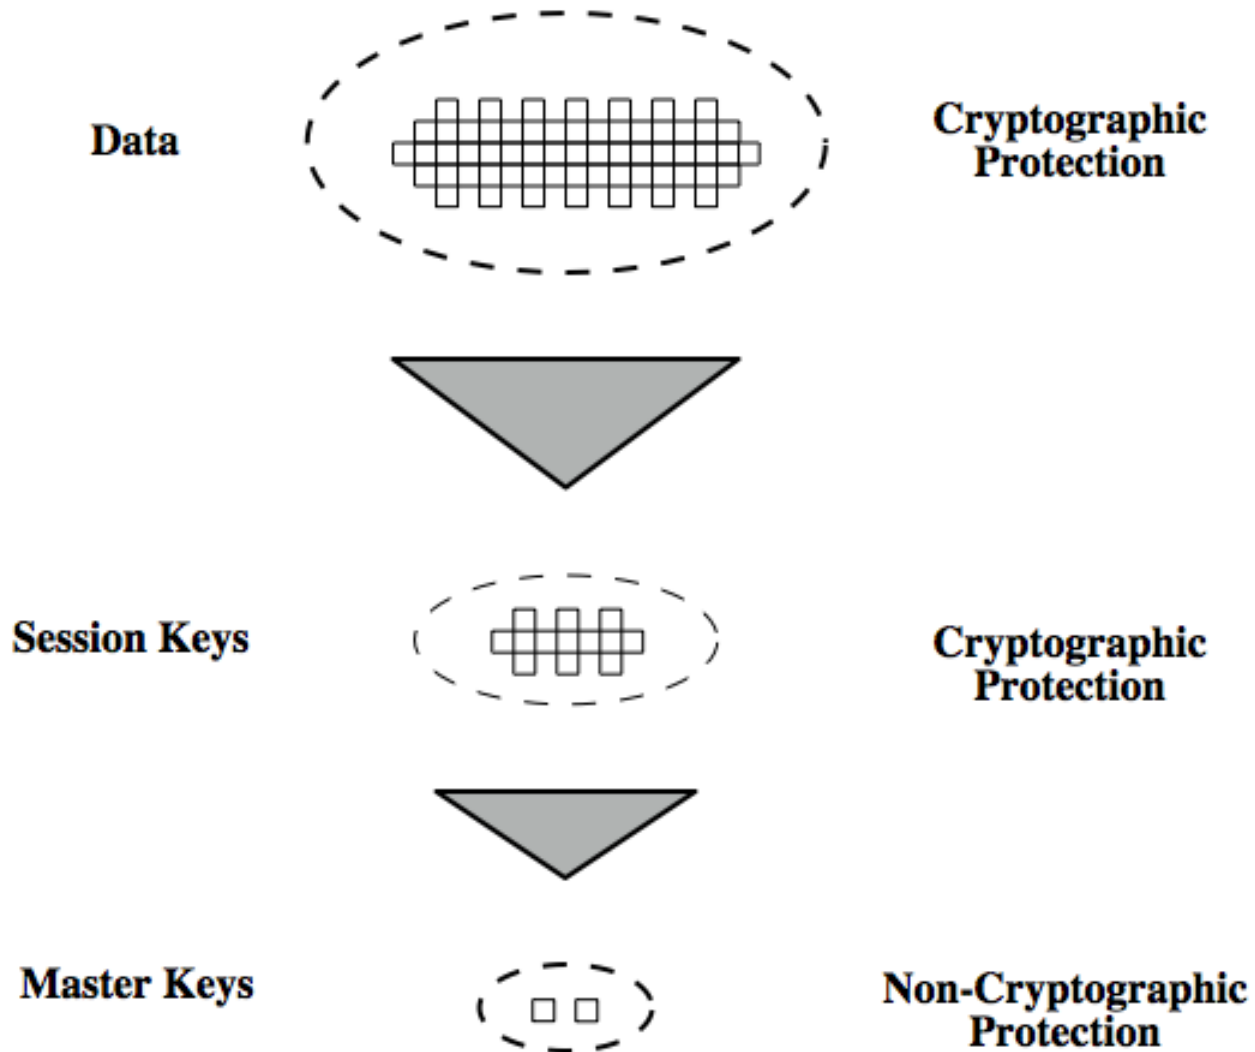 Data
Cryptographic
Protection
Session Keys
Cryptographic
Protection
Master Keys
Non-Cryptographic
Protection